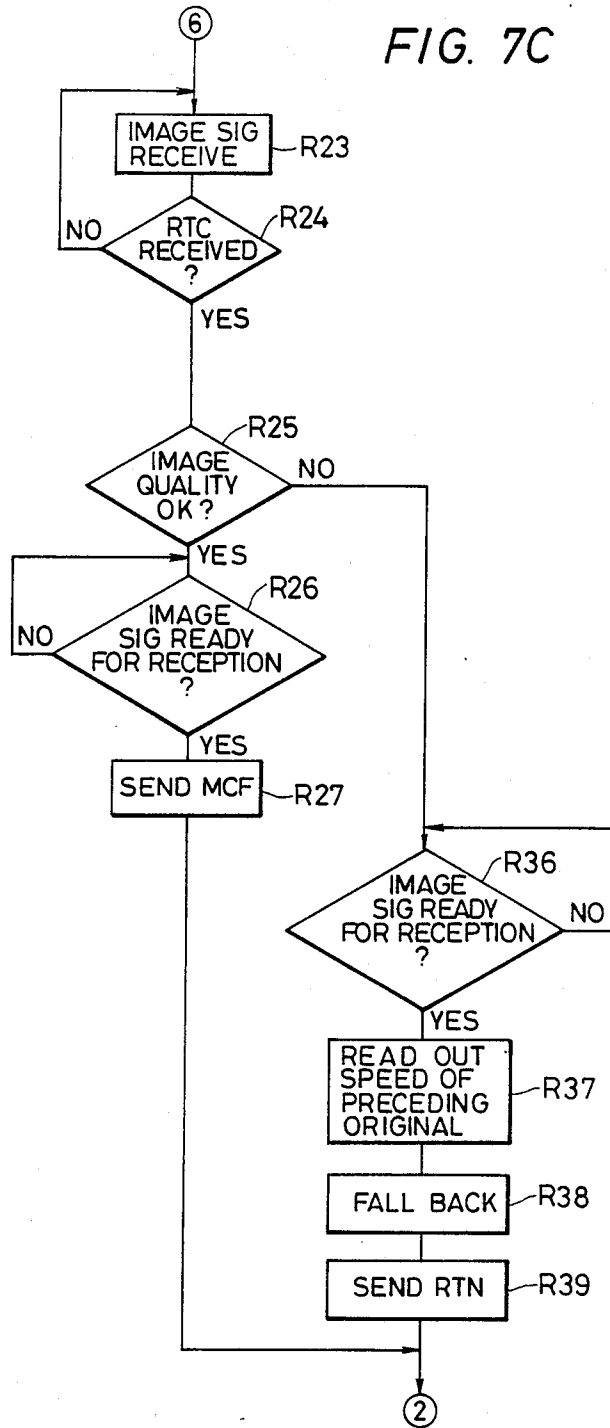 6
FIG. 7C
IMAGE SIG
RECEIVE
R23
RTC
RECEIVED
?
R24
NO
YES
R25
IMAGE
QUALITY
OK?
NO
YES
R26
IMAGE
SIG READY
FOR RECEPTION
?
NO
YES
SEND MCF
R27
R36
IMAGE
SIG READY
FOR RECEPTION
?
NO
YES
READ OUT
SPEED OF
PRECEDING
ORIGINAL
R37
FALL BACK
R38
SEND RTN
R39
2